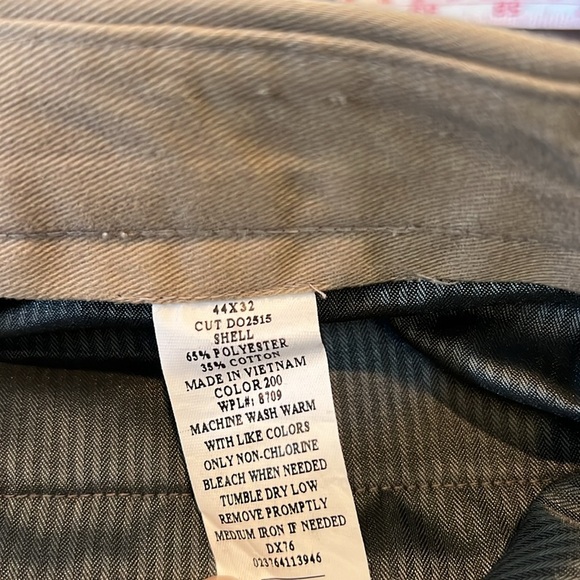 44X32
CUT DO2515
SHELL
65% POLYESTER
35% COTTON
MADE IN VIETNAM
COLOR 200
WPL#: 8709
MACHINE WASH WARM
WITH LIKE COLORS
ONLY NON-CHLORINE
BLEACH WHEN NEEDED
TUMBLE DRY LOW
REMOVE PROMPTLY
MEDIUM IRON IF NEEDED
DX76
023764113946